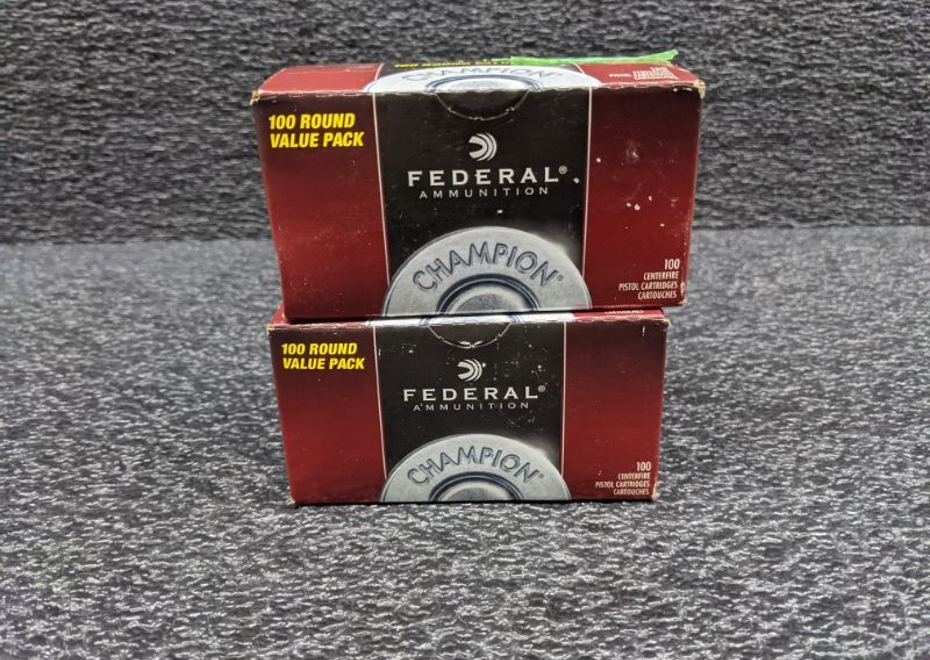 CHAMPION
100 ROUND
VALUE PACK
FEDERAL®
AMMUNITION
CHAMPION®
100
CENTERFIRE
PISTOL CARTRIDGES
CARTOUCHES
100 ROUND
VALUE PACK
FEDERAL®
AMMUNITION
CHAMPION®
100
CENTERFIRE
PISTOL CARTRIDGES
CARTOUCHES